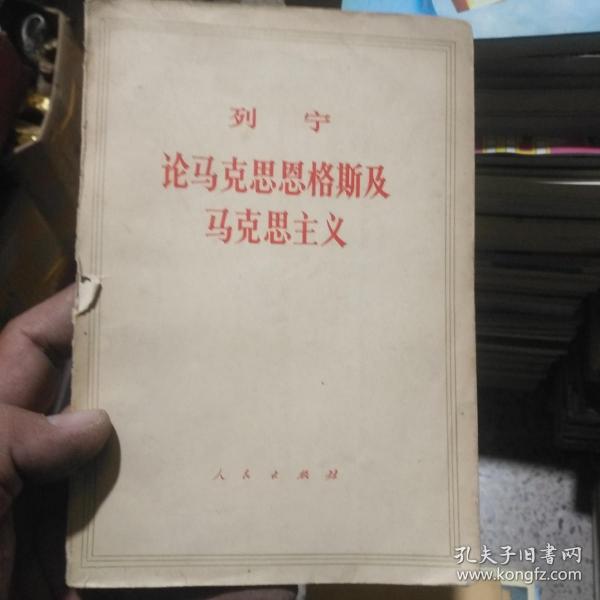 列 宁
论马克思恩格斯及
马克思主义
人民出版社
孔夫子旧書网
www.kongfz.com